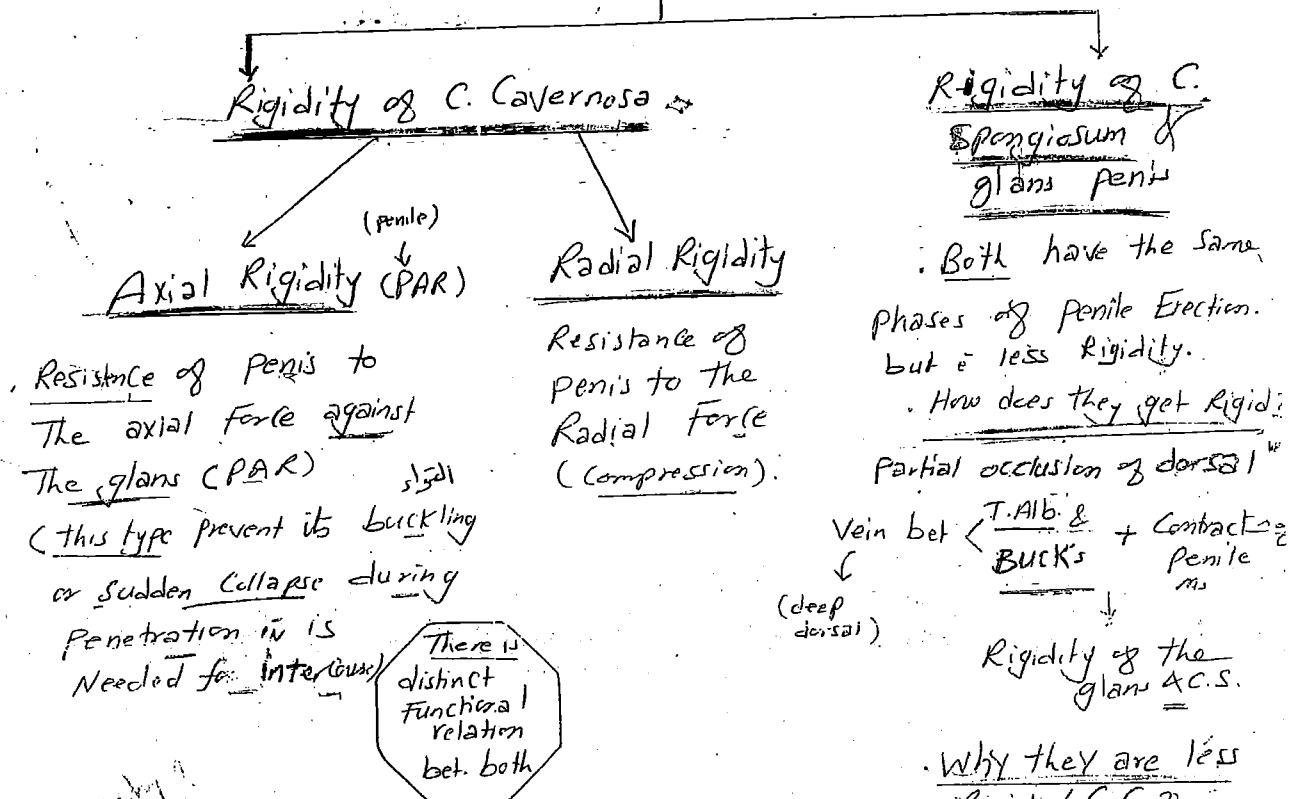 Rigidity of C. Cavernosa
(penile)
Axial Rigidity (PAR)
. Resistnce of Penis to
The axial Force against
The glans (PAR)
التواء
(this type prevent its buckling
or Sudden Collapse during
Penetration is
Needed for Intercourse)
There is
distinct
Functional
relation
bet. both
Radial Rigidity
Resistance of
penis to the
Radial Force
(Compression).
Rigidity of C.
Spongiosum &
glans penis
. Both have the same
phases of penile Erection.
but ē less Rigidity.
. How does they get Rigid?
Partial occlusion of dorsal
Vein bet < T.Alb. & BUCK's + Contract
penile
ms
(deep
dorsal)
Rigidity of the
glans & C.S.
. Why they are less